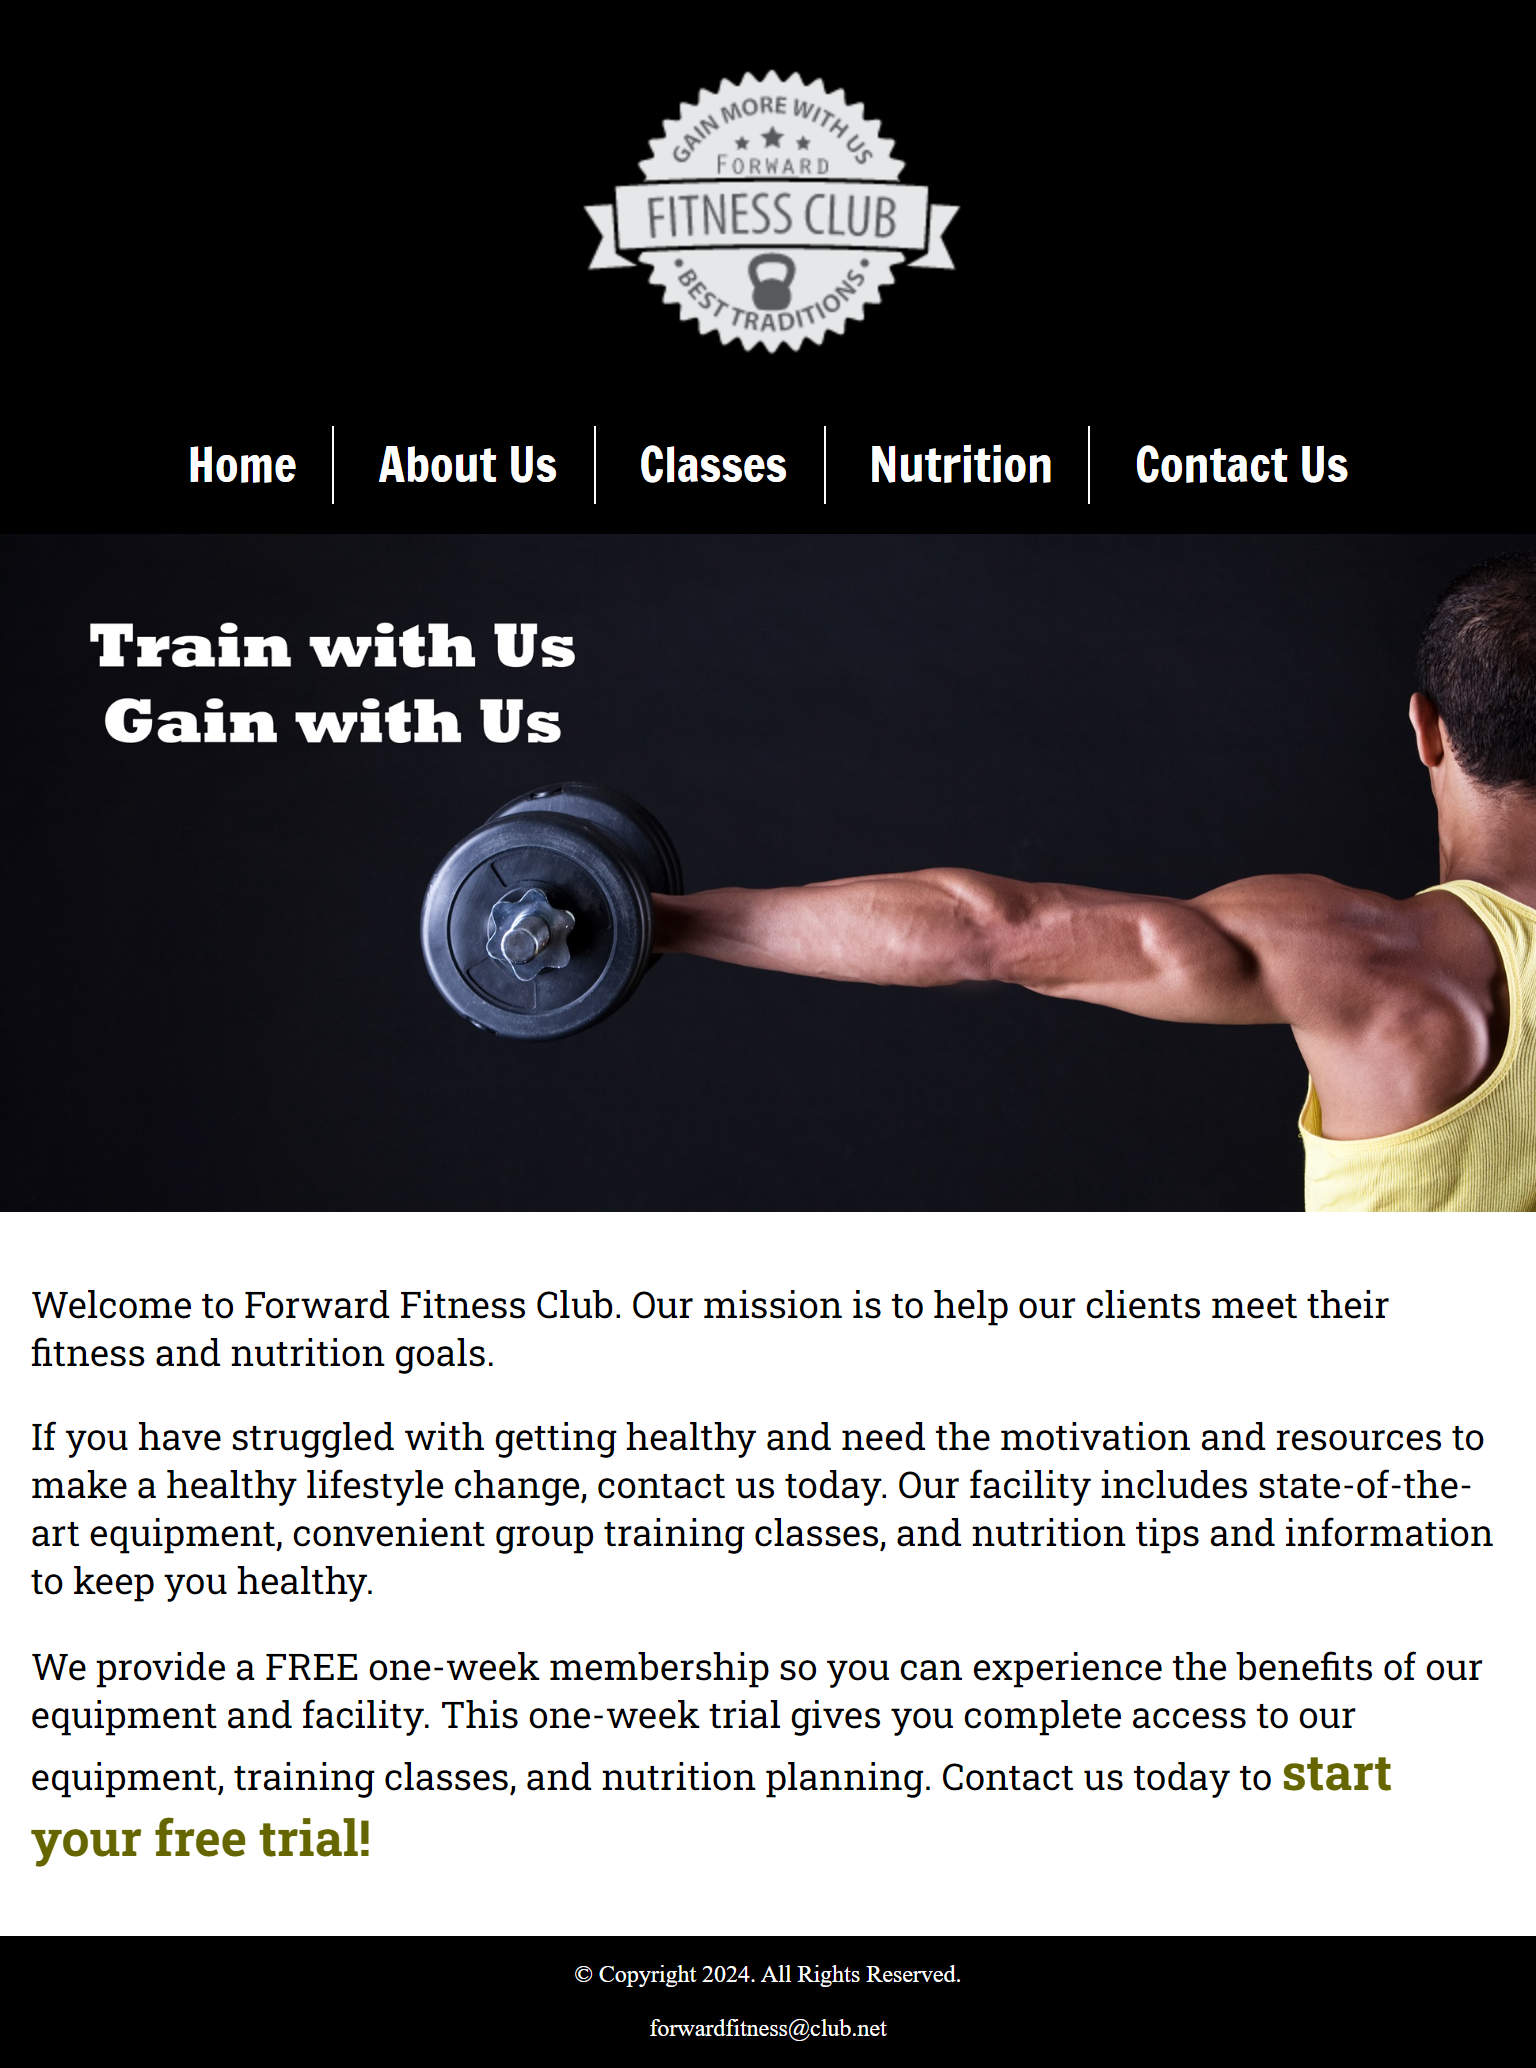 GAIN MORE WITH US
FORWARD
FITNESS CLUB
BEST TRADITIONS
Home
About Us
Classes
Nutrition
Contact Us
Train with Us
Gain with Us
Welcome to Forward Fitness Club. Our mission is to help our clients meet their
fitness and nutrition goals.
If you have struggled with getting healthy and need the motivation and resources to
make a healthy lifestyle change, contact us today. Our facility includes state-of-the-
art equipment, convenient group training classes, and nutrition tips and information
to keep you healthy.
We provide a FREE one-week membership so you can experience the benefits of our
equipment and facility. This one-week trial gives you complete access to our
equipment, training classes, and nutrition planning. Contact us today to start
your free trial!
© Copyright 2024. All Rights Reserved.
forwardfitness@club.net